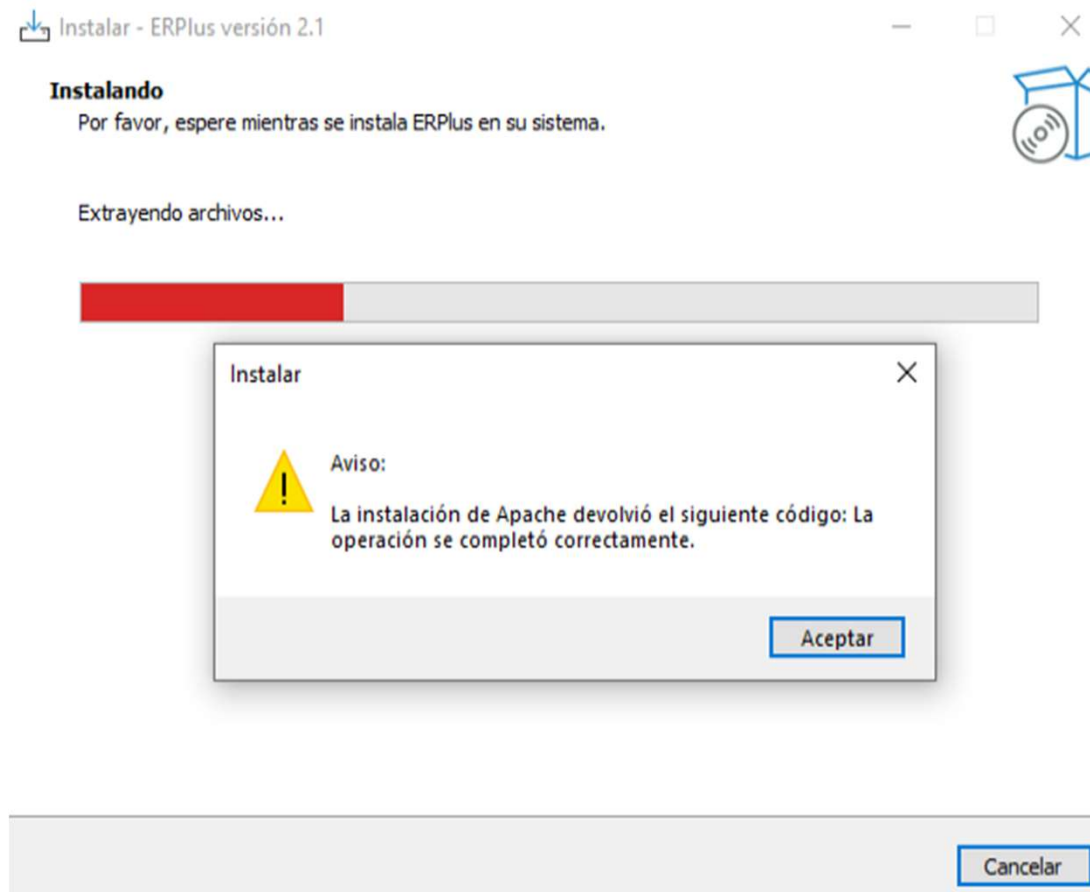 Instalar - ERPlus versión 2.1
Instalando
Por favor, espere mientras se instala ERPlus en su sistema.
Extrayendo archivos...
Instalar
Aviso:
La instalación de Apache devolvió el siguiente código: La
operación se completó correctamente.
Aceptar
Cancelar